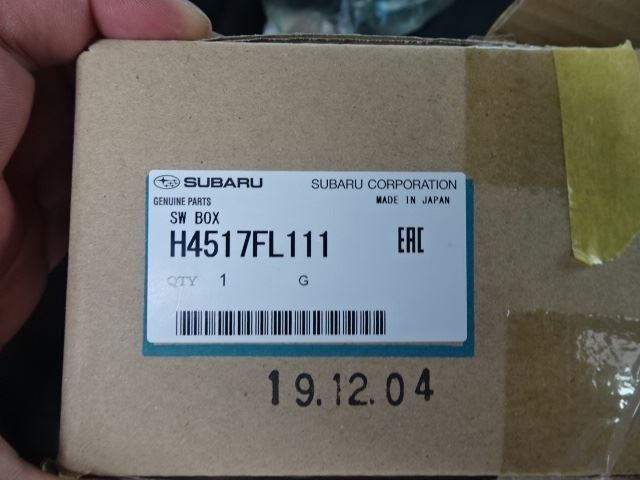 SUBARU SUBARU CORPORATION
GENUINE PARTS MADE IN JAPAN
SW BOX
H4517FL111 EAC
QTY 1 G
19.12.04